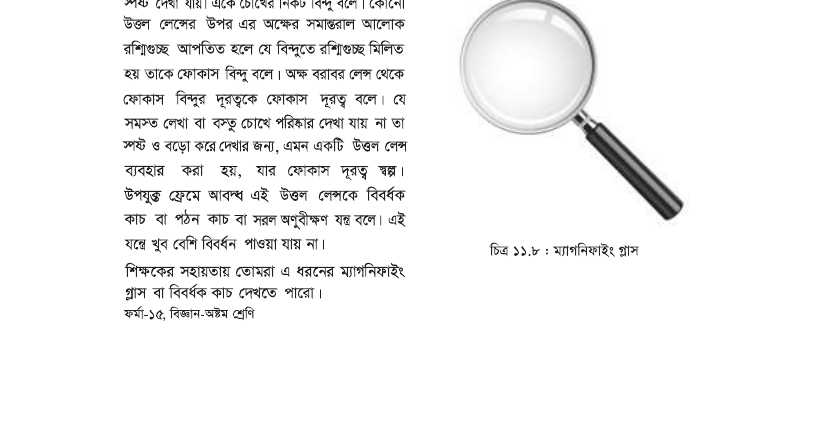 স্পষ্ট দেখা যায়। একে চোখের নিকট বিন্দু বলে। কোনো
উত্তল লেন্সের উপর এর অক্ষের সমান্তরাল আলোক
রশ্মিগুচ্ছ আপতিত হলে যে বিন্দুতে রশ্মিগুচ্ছ মিলিত
হয় তাকে ফোকাস বিন্দু বলে। অক্ষ বরাবর লেন্স থেকে
ফোকাস বিন্দুর দূরত্বকে ফোকাস দূরত্ব বলে। যে
সমস্ত লেখা বা বস্তু চোখে পরিষ্কার দেখা যায় না তা
স্পষ্ট ও বড়ো করে দেখার জন্য, এমন একটি উত্তল লেন্স
ব্যবহার করা হয়, যার ফোকাস দূরত্ব স্বল্প।
উপযুক্ত ফ্রেমে আবদ্ধ এই উত্তল লেন্সকে বিবর্ধক
কাচ বা পঠন কাচ বা সরল অণুবীক্ষণ যন্ত্র বলে। এই
যন্ত্রে খুব বেশি বিবর্ধন পাওয়া যায় না।
চিত্র ১১.৮ : ম্যাগনিফাইং গ্লাস
শিক্ষকের সহায়তায় তোমরা এ ধরনের ম্যাগনিফাইং
গ্লাস বা বিবর্ধক কাচ দেখতে পারো।
ফর্মা-১৫, বিজ্ঞান-অষ্টম শ্রেণি